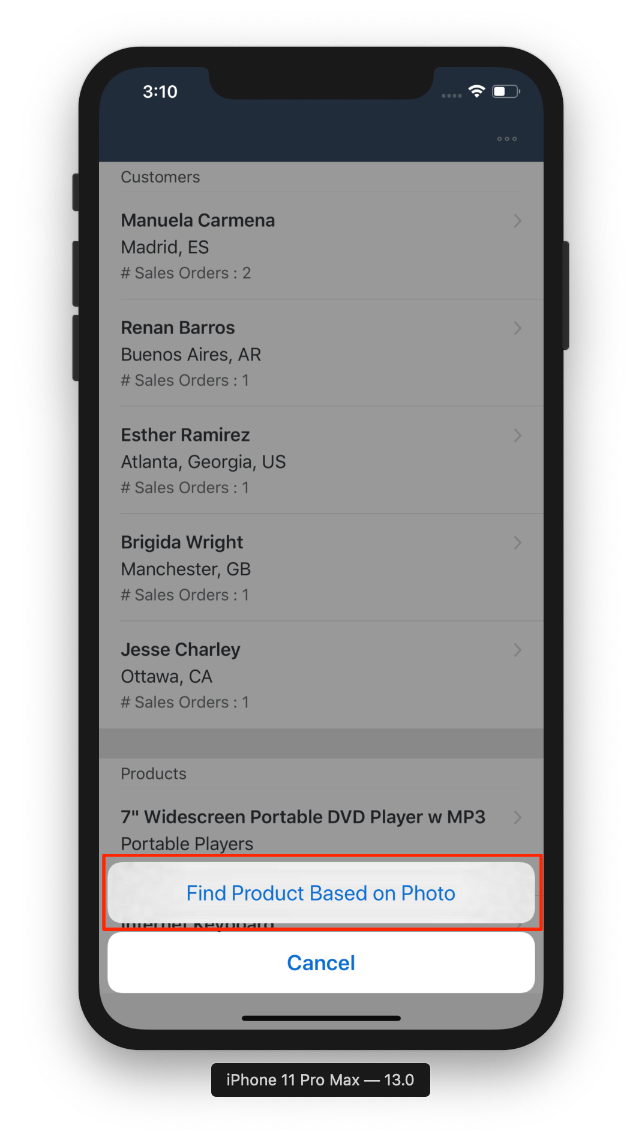 3:10
Customers
Manuela Carmena
Madrid, ES
# Sales Orders : 2
Renan Barros
Buenos Aires, AR
# Sales Orders : 1
Esther Ramirez
Atlanta, Georgia, US
# Sales Orders : 1
Brigida Wright
Manchester, GB
# Sales Orders : 1
Jesse Charley
Ottawa, CA
# Sales Orders : 1
Products
7" Widescreen Portable DVD Player w MP3
Portable Players
Find Product Based on Photo
Internet Keyboard
Cancel
iPhone 11 Pro Max — 13.0